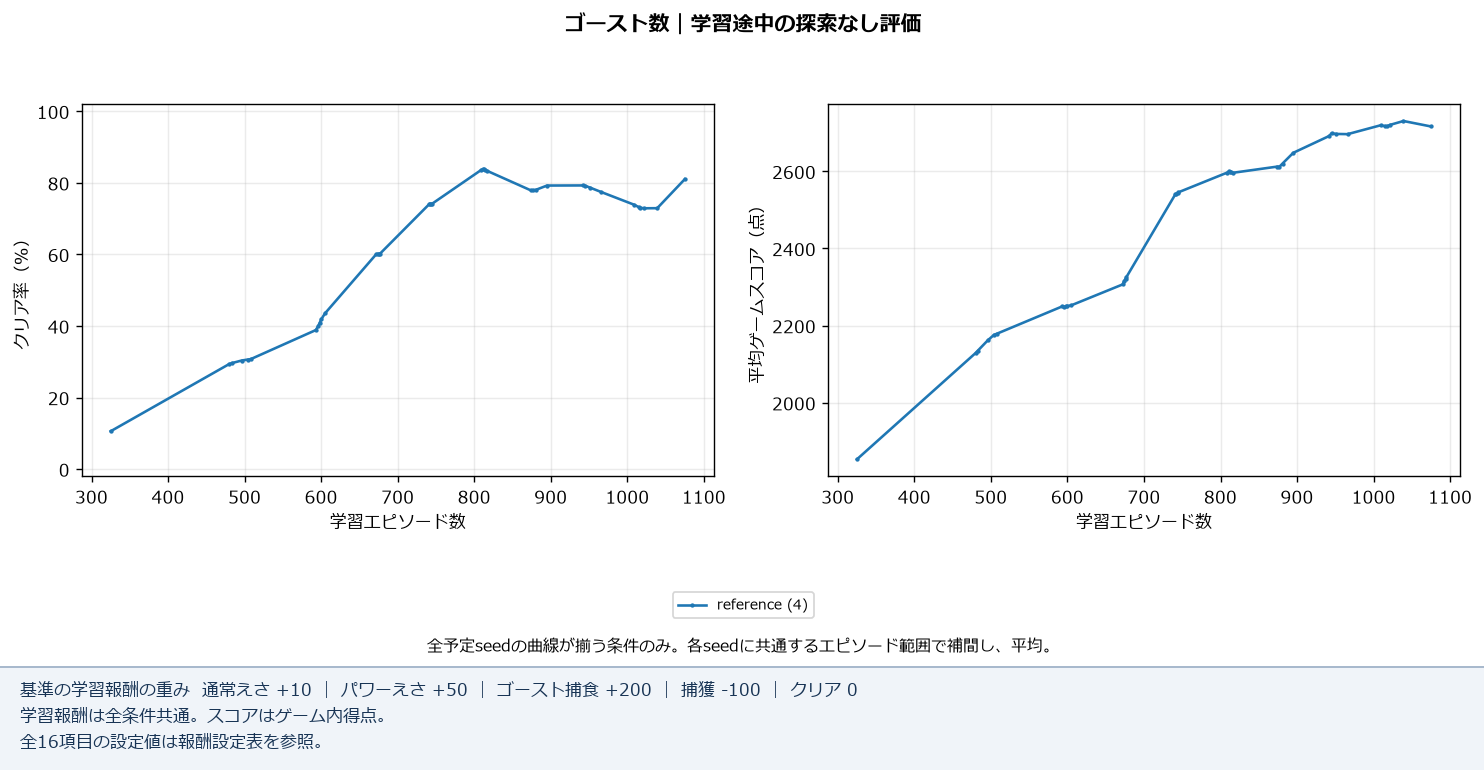 ゴースト数｜学習途中の探索なし評価
100
80
60
40
20
0
クリア率（%）
300 400 500 600 700 800 900 1000 1100
学習エピソード数
2600
2400
2200
2000
平均ゲームスコア（点）
300 400 500 600 700 800 900 1000 1100
学習エピソード数
reference (4)
全予定seedの曲線が揃う条件のみ。各seedに共通するエピソード範囲で補間し、平均。
基準の学習報酬の重み 通常えさ +10 ｜ パワーえさ +50 ｜ ゴースト捕食 +200 ｜ 捕獲 -100 ｜ クリア 0
学習報酬は全条件共通。スコアはゲーム内得点。
全16項目の設定値は報酬設定表を参照。